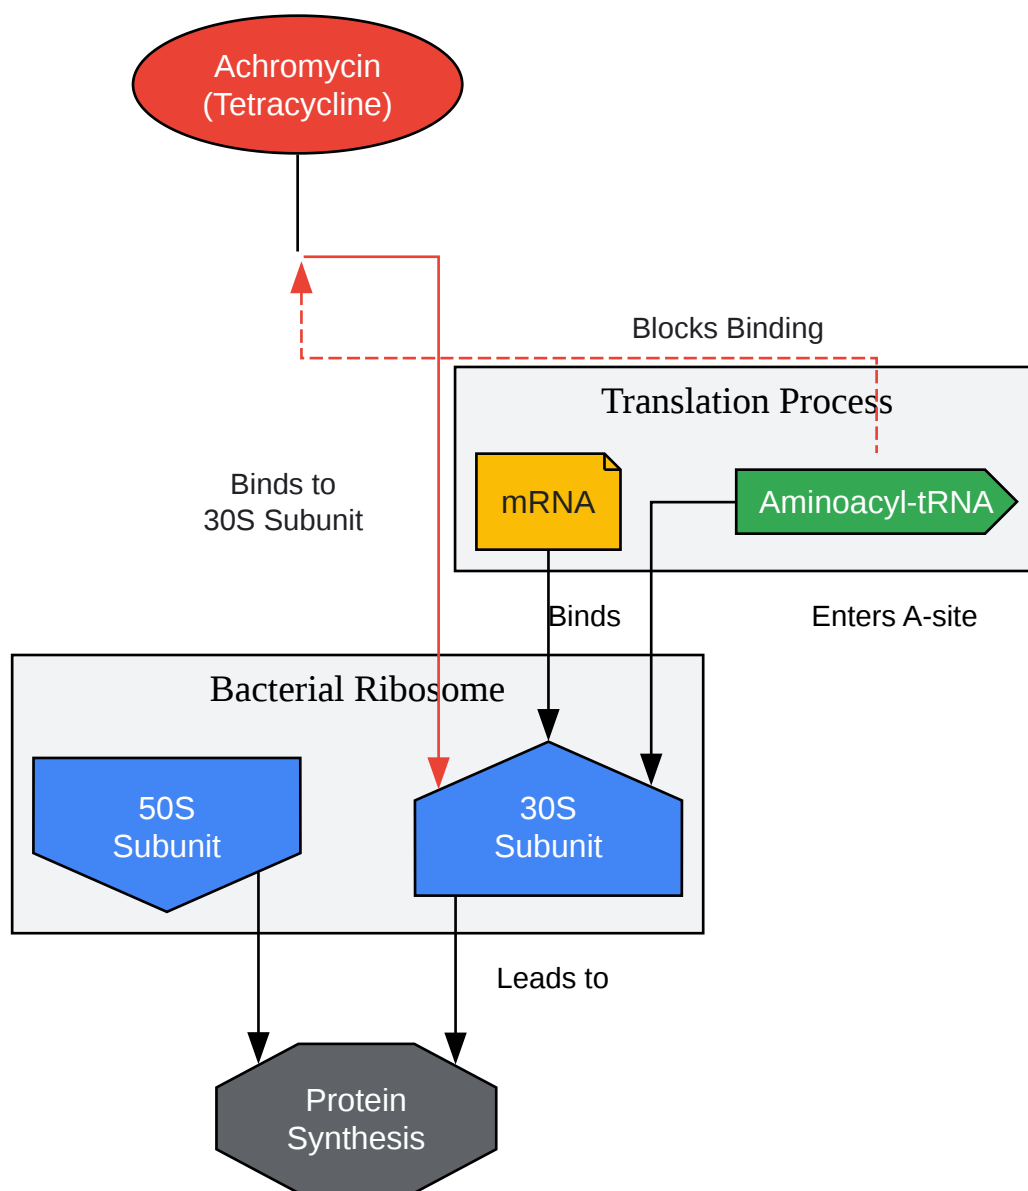 Achromycin
(Tetracycline)
Blocks Binding
Translation Process
Binds to
30S Subunit
mRNA
Aminoacyl-tRNA
Binds
Enters A-site
Bacterial Ribosome
50S
Subunit
30S
Subunit
Leads to
Protein
Synthesis